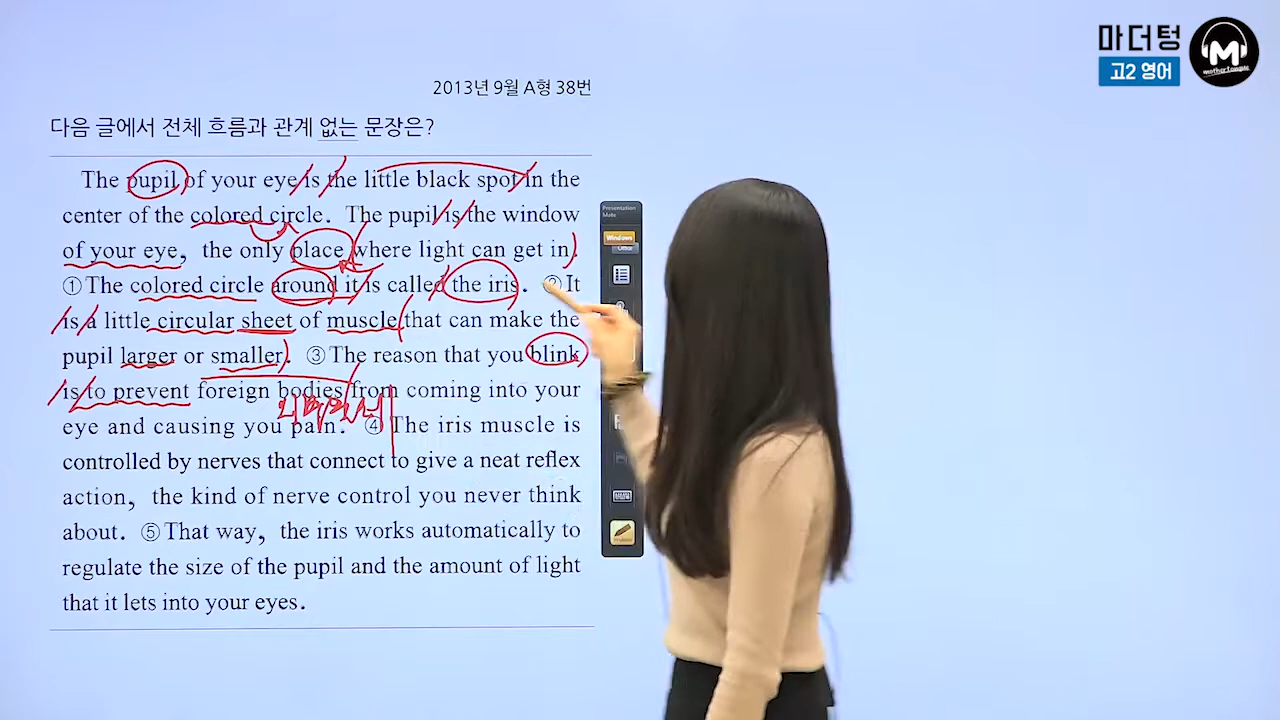 마더텅
고2 영어
M
mothertongue
2013년 9월 A형 38번
다음 글에서 전체 흐름과 관계 없는 문장은?
The pupil of your eye is the little black spot in the
center of the colored circle. The pupil is the window
of your eye, the only place where light can get in.
① The colored circle around it is called the iris. ② It
is a little circular sheet of muscle that can make the
pupil larger or smaller. ③ The reason that you blink
is to prevent foreign bodies from coming into your
eye and causing you pain. ④ The iris muscle is
controlled by nerves that connect to give a neat reflex
action, the kind of nerve control you never think
about. ⑤ That way, the iris works automatically to
regulate the size of the pupil and the amount of light
that it lets into your eyes.
Presentation
Mate
Windows
Office